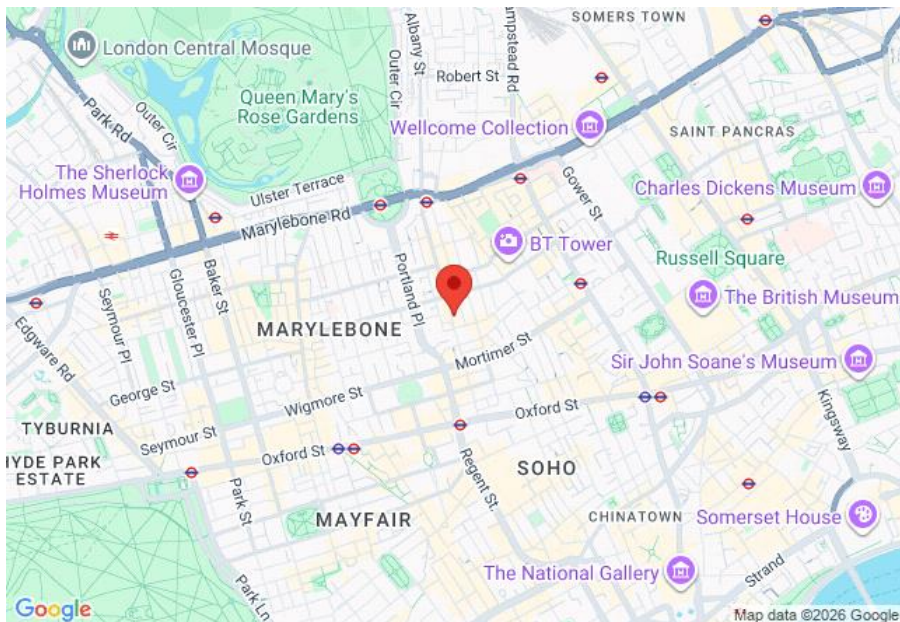 SOMERS TOWN
London Central Mosque
Albany St
Outer Cir
Robert St
ampstead Rd
Park Rd
Outer Cir
Queen Mary's
Rose Gardens
Wellcome Collection
SAINT PANCRAS
The Sherlock
Holmes Museum
Ulster Terrace
Marylebone Rd
Gower St
Charles Dickens Museum
BT Tower
Russell Square
Portland Pl
Baker St
Gloucester Pl
Seymour Pl
Edgware Rd
MARYLEBONE
The British Museum
Mortimer St
Sir John Soane's Museum
George St
Wigmore St
Oxford St
Kingsway
TYBURNIA
Seymour St
Oxford St
HYDE PARK
ESTATE
Park St
Regent St.
SOHO
MAYFAIR
CHINATOWN
Somerset House
The National Gallery
Strand
Park Ln
Google
Map data ©2026 Google